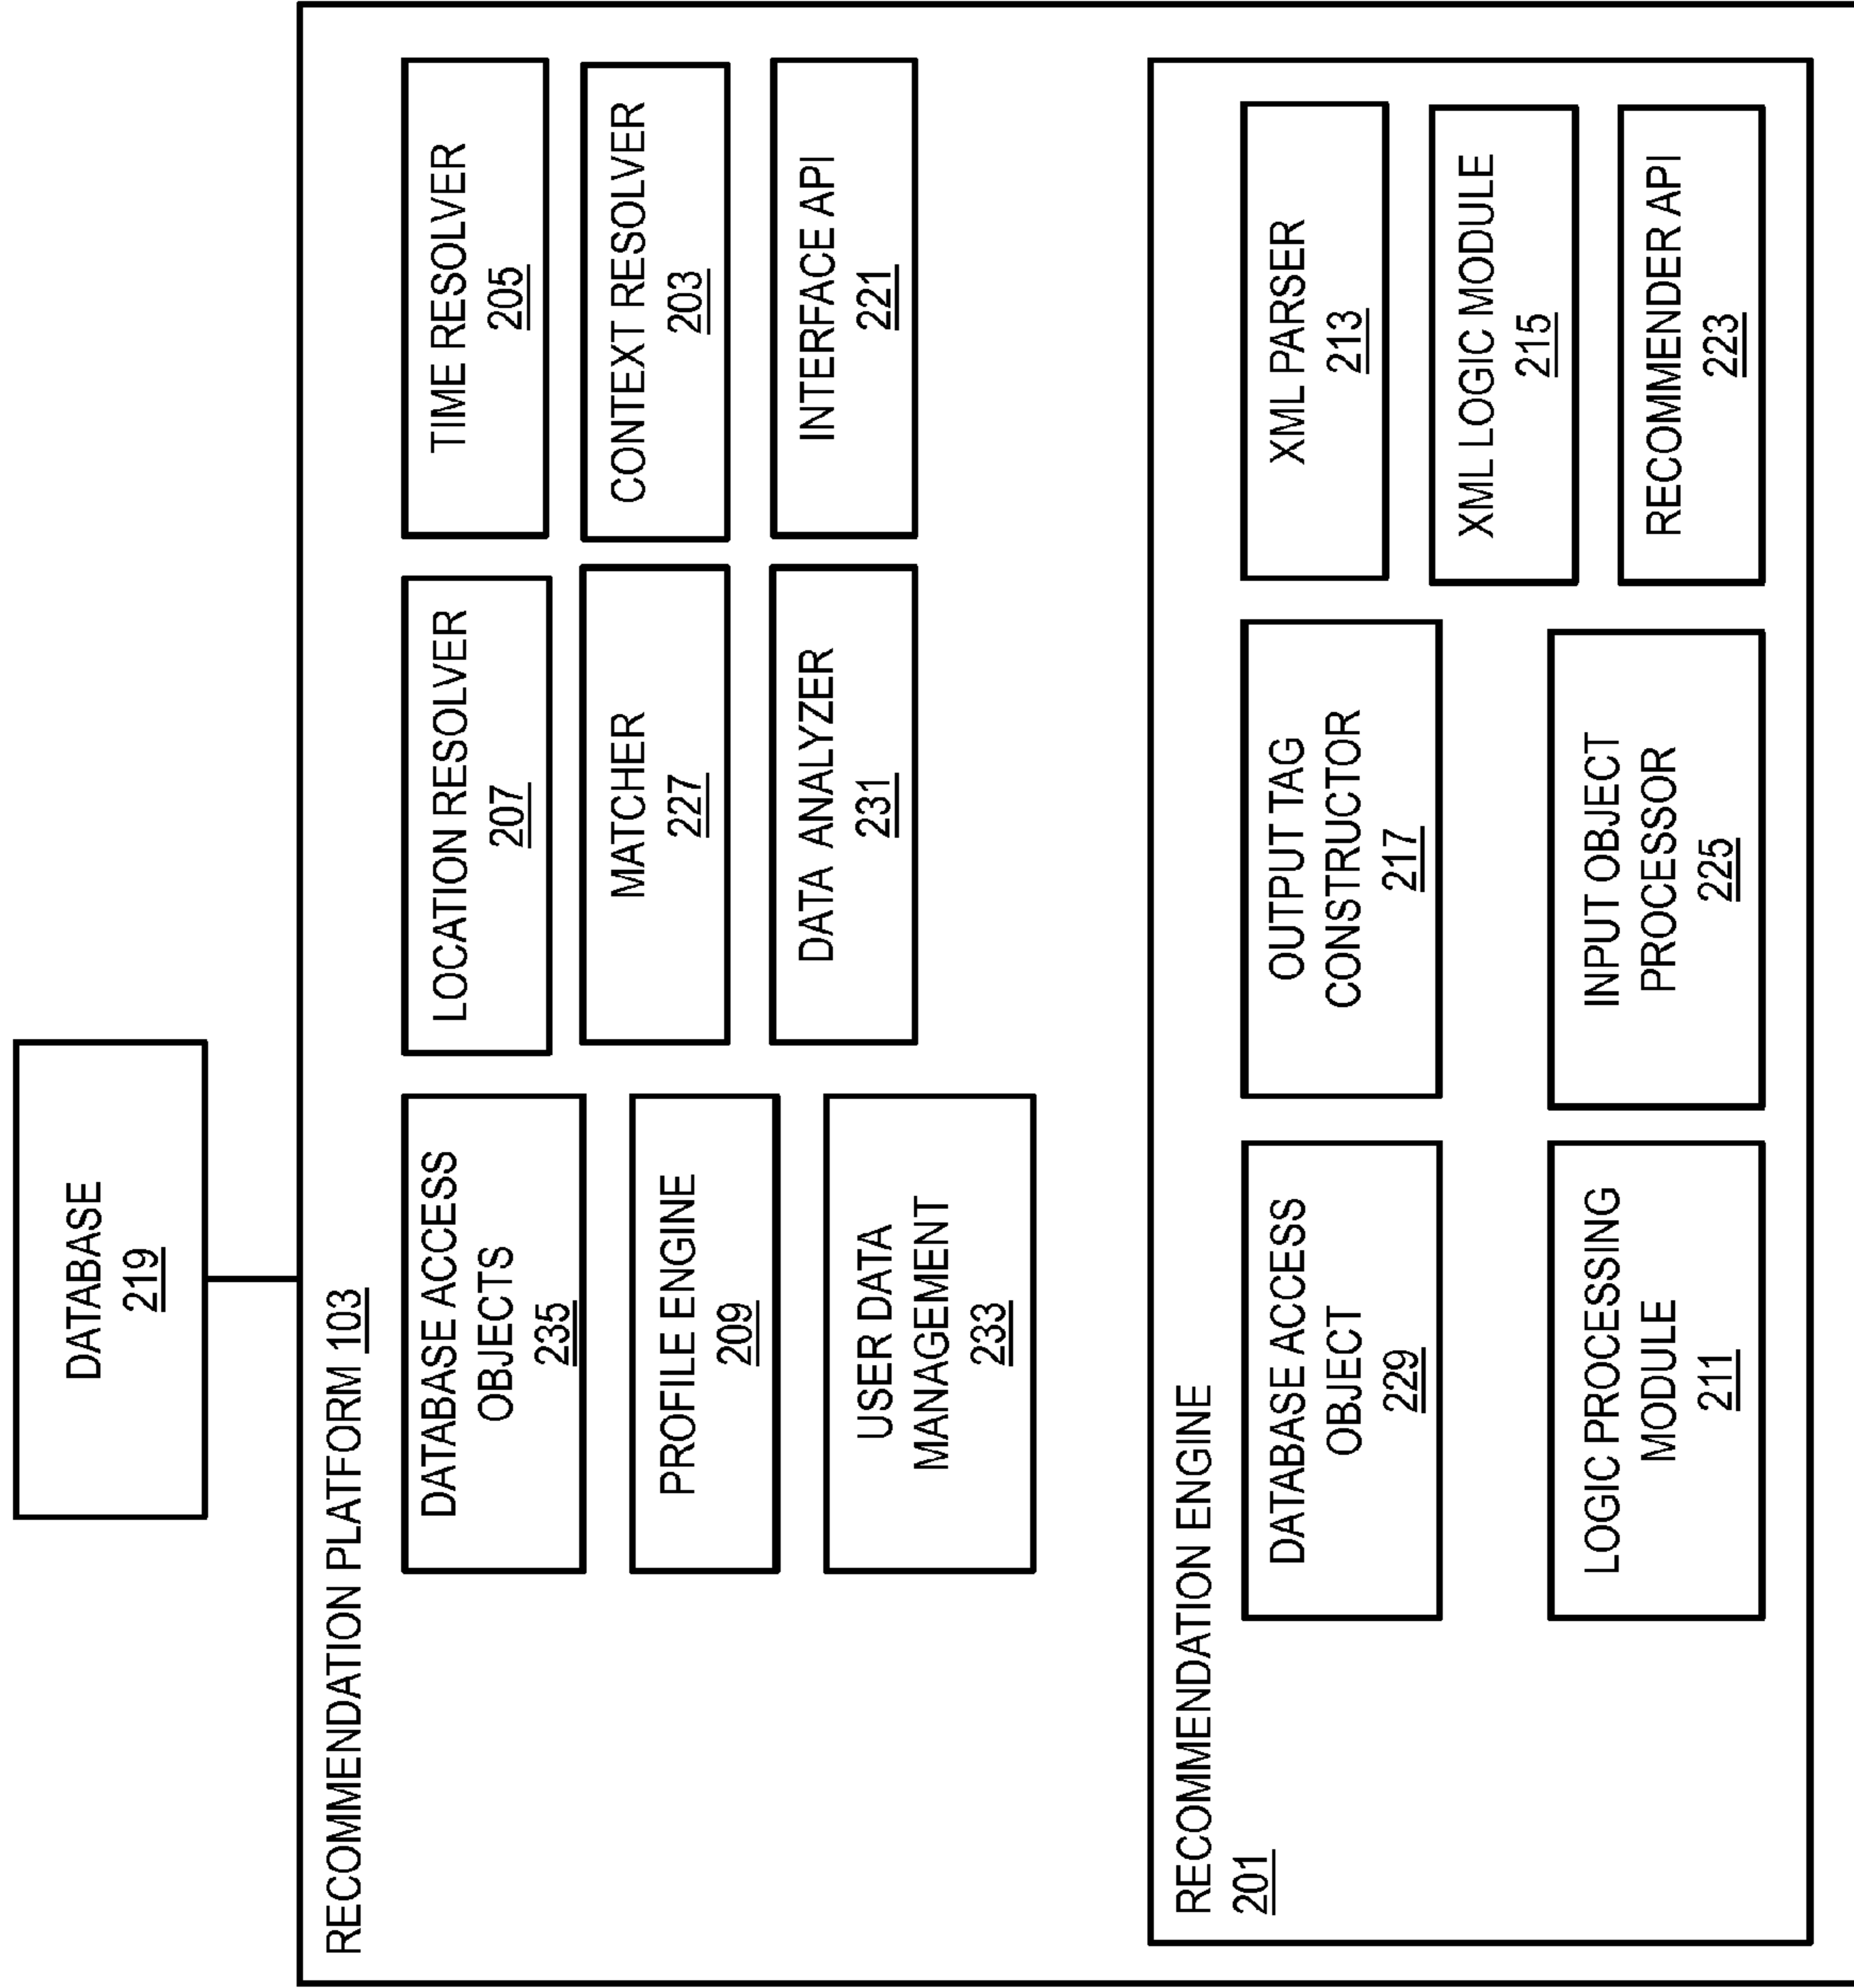 DATABASE
219
RECOMMENDATION PLATFORM 103
DATABASE ACCESS
OBJECTS
235
LOCATION RESOLVER
207
TIME RESOLVER
205
PROFILE ENGINE
209
MATCHER
227
CONTEXT RESOLVER
203
USER DATA
MANAGEMENT
233
DATA ANALYZER
231
INTERFACE API
221
RECOMMENDATION ENGINE
201
DATABASE ACCESS
OBJECT
229
OUTPUT TAG
CONSTRUCTOR
217
XML PARSER
213
XML LOGIC MODULE
215
LOGIC PROCESSING
MODULE
211
INPUT OBJECT
PROCESSOR
225
RECOMMENDER API
223